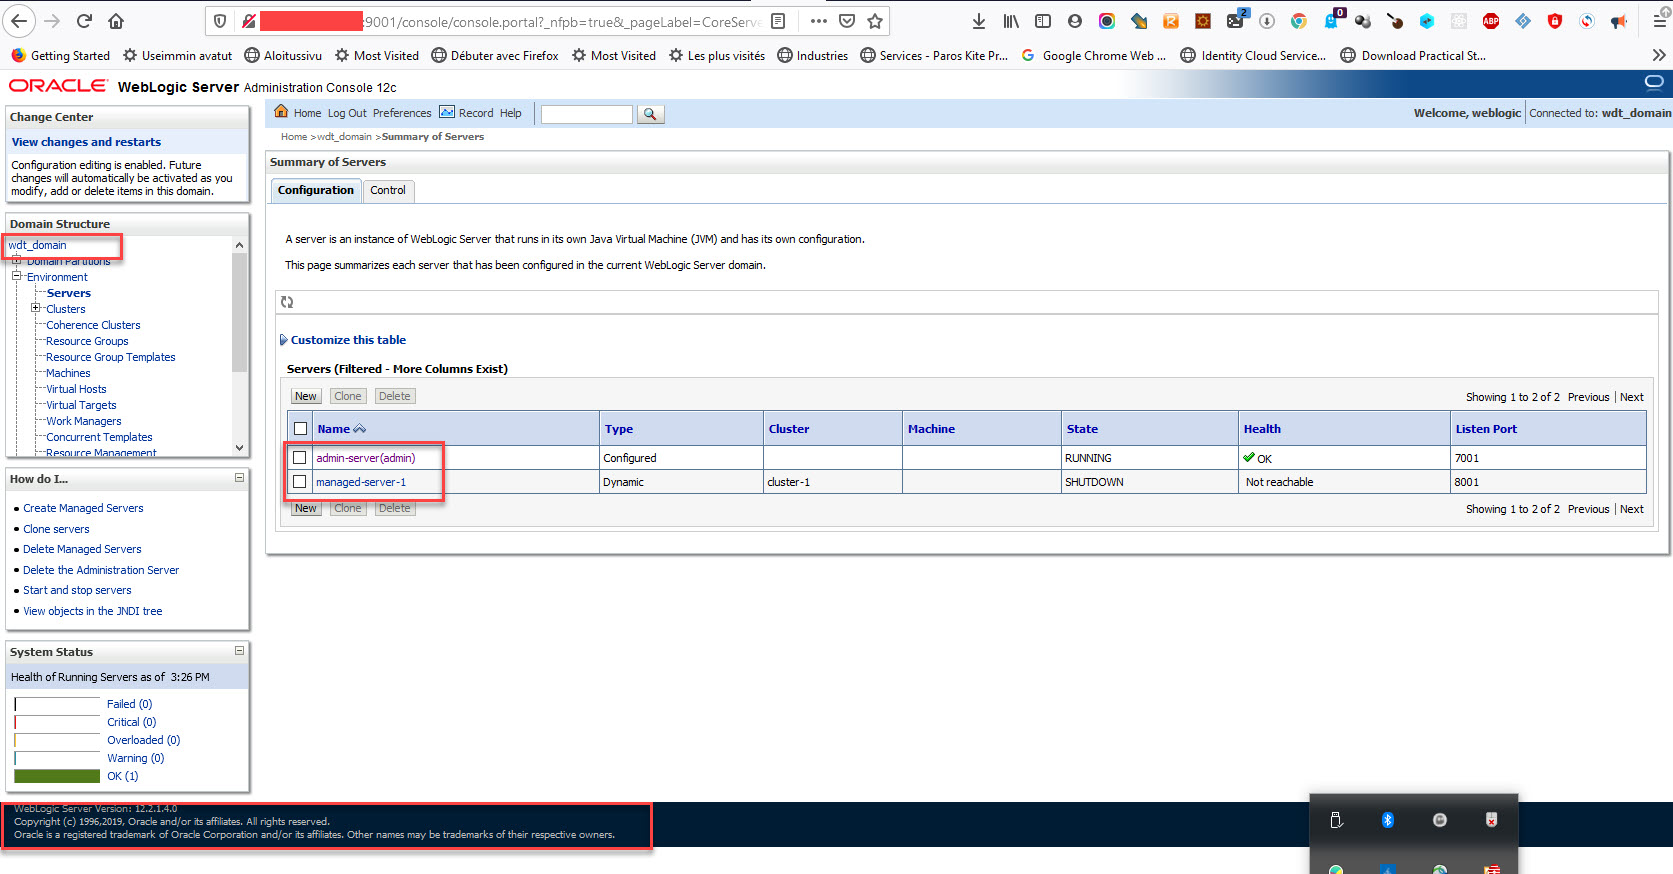 :9001/console/console.portal?_nfpb=true&_pageLabel=CoreServe
2
0
ABP
Getting Started
Useimmin avatut
Aloitussivu
Most Visited
Débuter avec Firefox
Most Visited
Les plus visités
Industries
Services - Paros Kite Pr...
Google Chrome Web ...
Identity Cloud Service...
Download Practical St...
ORACLE WebLogic Server Administration Console 12c
Change Center
View changes and restarts
Configuration editing is enabled. Future
changes will automatically be activated as you
modify, add or delete items in this domain.
Domain Structure
wdt_domain
Domain Partitions
Environment
Servers
Clusters
Coherence Clusters
Resource Groups
Resource Group Templates
Machines
Virtual Hosts
Virtual Targets
Work Managers
Concurrent Templates
Resource Management
How do I...
Create Managed Servers
Clone servers
Delete Managed Servers
Delete the Administration Server
Start and stop servers
View objects in the JNDI tree
System Status
Health of Running Servers as of 3:26 PM
Failed (0)
Critical (0)
Overloaded (0)
Warning (0)
OK (1)
Home Log Out Preferences Record Help
Welcome, weblogic Connected to: wdt_domain
Home >wdt_domain >Summary of Servers
Summary of Servers
Configuration Control
A server is an instance of WebLogic Server that runs in its own Java Virtual Machine (JVM) and has its own configuration.
This page summarizes each server that has been configured in the current WebLogic Server domain.
Customize this table
Servers (Filtered - More Columns Exist)
New Clone Delete
Showing 1 to 2 of 2 Previous | Next
Name Type Cluster Machine State Health Listen Port
admin-server(admin) Configured RUNNING OK 7001
managed-server-1 Dynamic cluster-1 SHUTDOWN Not reachable 8001
New Clone Delete
Showing 1 to 2 of 2 Previous | Next
WebLogic Server Version: 12.2.1.4.0
Copyright (c) 1996,2019, Oracle and/or its affiliates. All rights reserved.
Oracle is a registered trademark of Oracle Corporation and/or its affiliates. Other names may be trademarks of their respective owners.